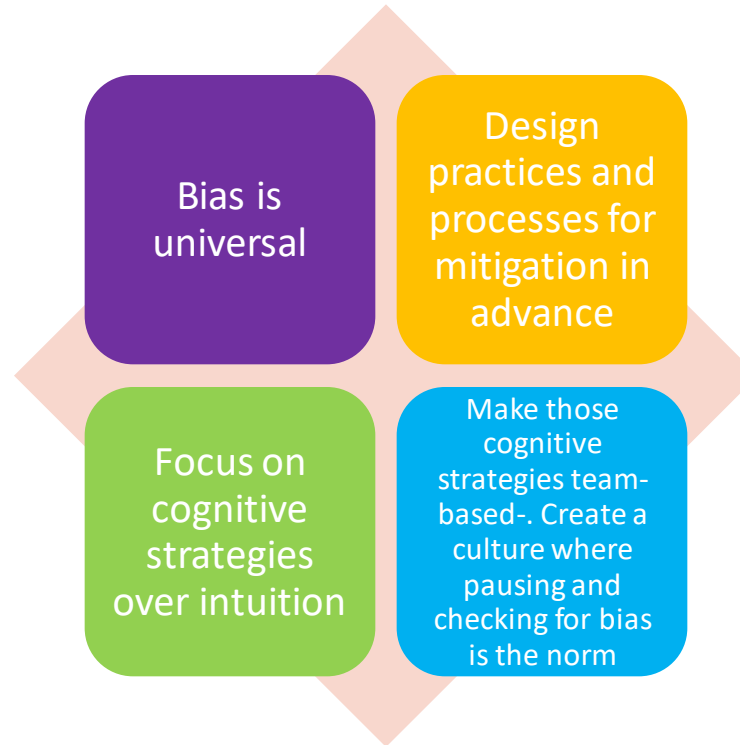 Bias is
universal
Design
practices and
processes for
mitigation in
advance
Focus on
cognitive
strategies
over intuition
Make those
cognitive
strategies team-
based-. Create a
culture where
pausing and
checking for bias
is the norm